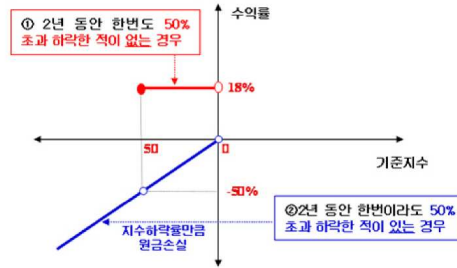 수익률
① 2년 동안 한번도 50%
초과 하락한 적이 없는 경우
18%
50
0
기준지수
-50%
지수하락률만큼
원금손실
②2년 동안 한번이라도 50%
초과 하락한 적이 있는 경우